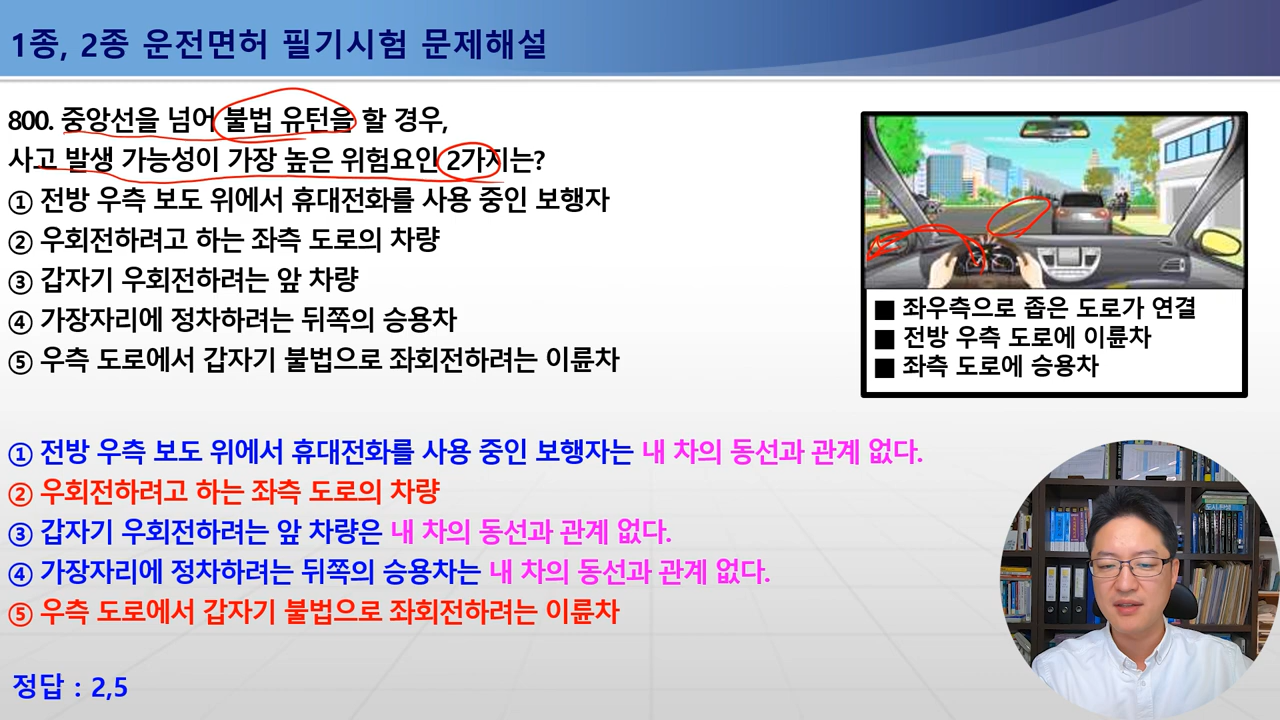 1종, 2종 운전면허 필기시험 문제해설
800. 중앙선을 넘어 불법 유턴을 할 경우,
사고 발생 가능성이 가장 높은 위험요인 2가지는?
① 전방 우측 보도 위에서 휴대전화를 사용 중인 보행자
② 우회전하려고 하는 좌측 도로의 차량
③ 갑자기 우회전하려는 앞 차량
④ 가장자리에 정차하려는 뒤쪽의 승용차
⑤ 우측 도로에서 갑자기 불법으로 좌회전하려는 이륜차
■ 좌우측으로 좁은 도로가 연결
■ 전방 우측 도로에 이륜차
■ 좌측 도로에 승용차
① 전방 우측 보도 위에서 휴대전화를 사용 중인 보행자는 내 차의 동선과 관계 없다.
② 우회전하려고 하는 좌측 도로의 차량
③ 갑자기 우회전하려는 앞 차량은 내 차의 동선과 관계 없다.
④ 가장자리에 정차하려는 뒤쪽의 승용차는 내 차의 동선과 관계 없다.
⑤ 우측 도로에서 갑자기 불법으로 좌회전하려는 이륜차
정답 : 2,5